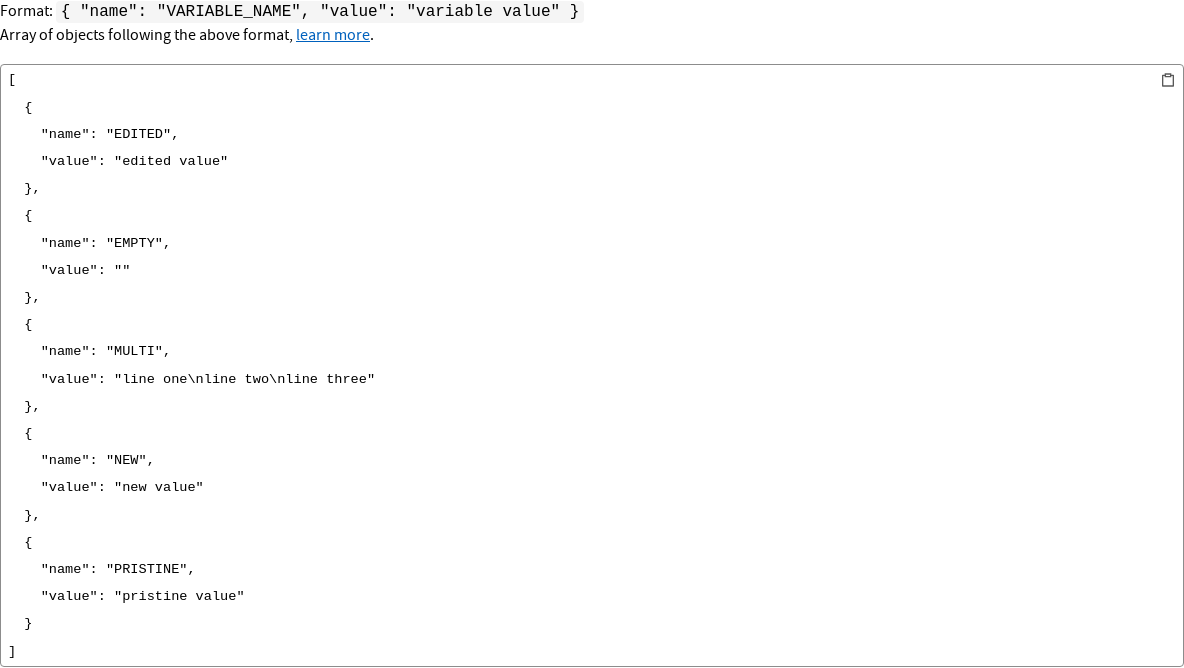 Format: { "name": "VARIABLE_NAME", "value": "variable value" }
Array of objects following the above format, learn more.
[
  {
    "name": "EDITED",
    "value": "edited value"
  },
  {
    "name": "EMPTY",
    "value": ""
  },
  {
    "name": "MULTI",
    "value": "line one\nline two\nline three"
  },
  {
    "name": "NEW",
    "value": "new value"
  },
  {
    "name": "PRISTINE",
    "value": "pristine value"
  }
]